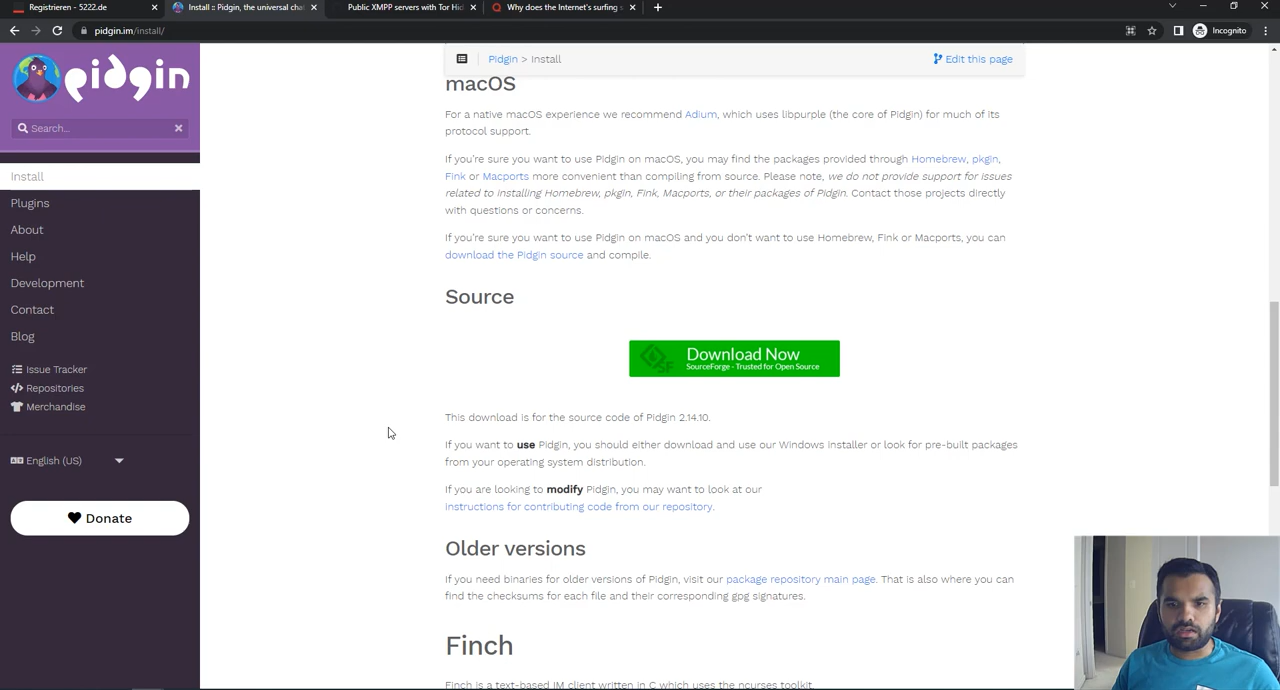 Registrieren - 5222.de
Install :: Pidgin, the universal cha
Public XMPP servers with Tor Hid
Why does the Internet's surfing s
pidgin.im/install/
Incognito
pidgin
Search...
Install
Plugins
About
Help
Development
Contact
Blog
Issue Tracker
Repositories
Merchandise
English (US)
Donate
Pidgin > Install
Edit this page
macOS
For a native macOS experience we recommend Adium, which uses libpurple (the core of Pidgin) for much of its
protocol support.
If you're sure you want to use Pidgin on macOS, you may find the packages provided through Homebrew, pkgin,
Fink or Macports more convenient than compiling from source. Please note, we do not provide support for issues
related to installing Homebrew, pkgin, Fink, Macports, or their packages of Pidgin. Contact those projects directly
with questions or concerns.
If you're sure you want to use Pidgin on macOS and you don't want to use Homebrew, Fink or Macports, you can
download the Pidgin source and compile.
Source
Download Now
SourceForge - Trusted for Open Source
This download is for the source code of Pidgin 2.14.10.
If you want to use Pidgin, you should either download and use our Windows Installer or look for pre-built packages
from your operating system distribution.
If you are looking to modify Pidgin, you may want to look at our
instructions for contributing code from our repository.
Older versions
If you need binaries for older versions of Pidgin, visit our package repository main page. That is also where you can
find the checksums for each file and their corresponding gpg signatures.
Finch
Finch is a text-based IM client written in C which uses the ncurses toolkit.